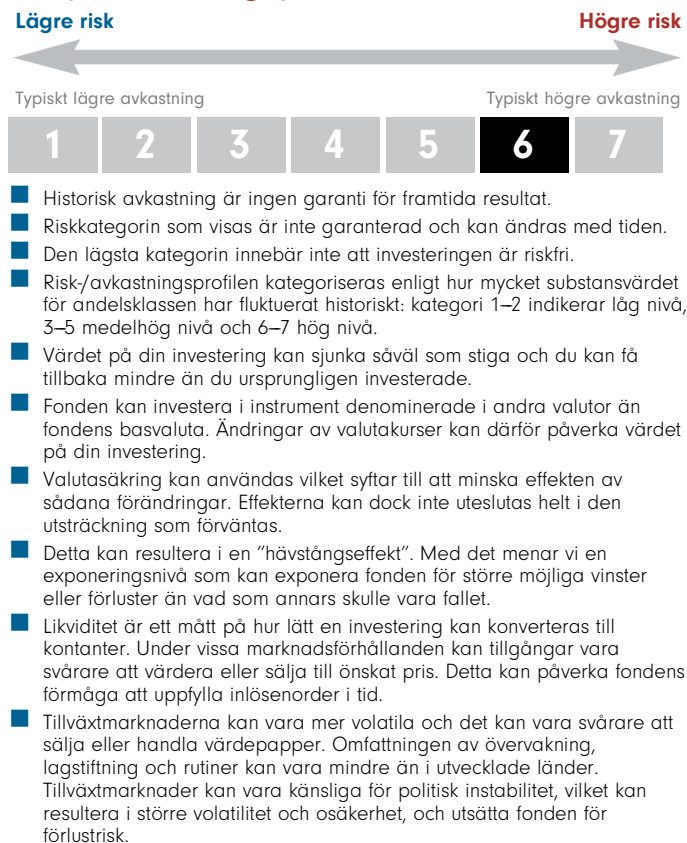 Lägre risk Högre risk
Typiskt lägre avkastning Typiskt högre avkastning
1 2 3 4 5 6 7
Historisk avkastning är ingen garanti för framtida resultat.
Riskkategorin som visas är inte garanterad och kan ändras med tiden.
Den lägsta kategorin innebär inte att investeringen är riskfri.
Risk-/avkastningsprofilen kategoriseras enligt hur mycket substansvärdet
för andelsklassen har fluktuerat historiskt: kategori 1–2 indikerar låg nivå,
3–5 medelhög nivå och 6–7 hög nivå.
Värdet på din investering kan sjunka såväl som stiga och du kan få
tillbaka mindre än du ursprungligen investerade.
Fonden kan investera i instrument denominerade i andra valutor än
fondens basvaluta. Ändringar av valutakurser kan därför påverka värdet
på din investering.
Valutasäkring kan användas vilket syftar till att minska effekten av
sådana förändringar. Effekterna kan dock inte uteslutas helt i den
utsträckning som förväntas.
Detta kan resultera i en ”hävstångseffekt”. Med det menar vi en
exponeringsnivå som kan exponera fonden för större möjliga vinster
eller förluster än vad som annars skulle vara fallet.
Likviditet är ett mått på hur lätt en investering kan konverteras till
kontanter. Under vissa marknadsförhållanden kan tillgångar vara
svårare att värdera eller sälja till önskat pris. Detta kan påverka fondens
förmåga att uppfylla inlösenorder i tid.
Tillväxtmarknaderna kan vara mer volatila och det kan vara svårare att
sälja eller handla värdepapper. Omfattningen av övervakning,
lagstiftning och rutiner kan vara mindre än i utvecklade länder.
Tillväxtmarknader kan vara känsliga för politisk instabilitet, vilket kan
resultera i större volatilitet och osäkerhet, och utsätta fonden för
förlustrisk.